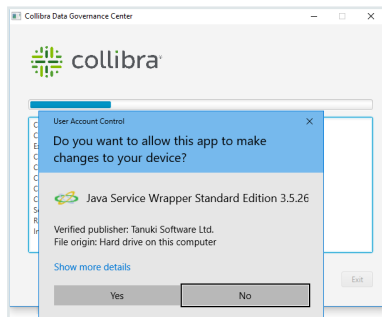 Collibra Data Governance Center
collibra
User Account Control
Do you want to allow this app to make
changes to your device?
Java Service Wrapper Standard Edition 3.5.26
Verified publisher: Tanuki Software Ltd.
File origin: Hard drive on this computer
Show more details
Yes
No
Exit